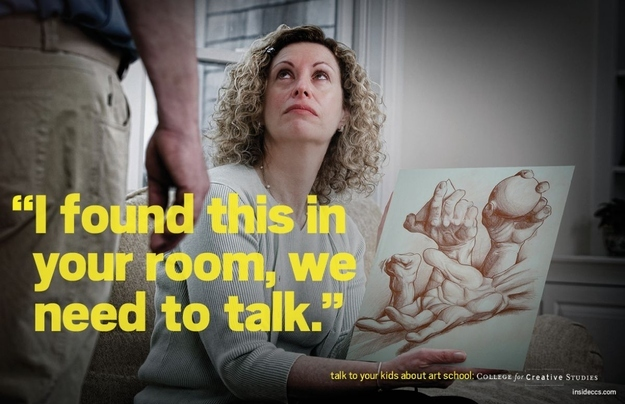 “I found this in
your room, we
need to talk.”
talk to your kids about art school: COLLEGE for Creative STUDIES
insideccs.com